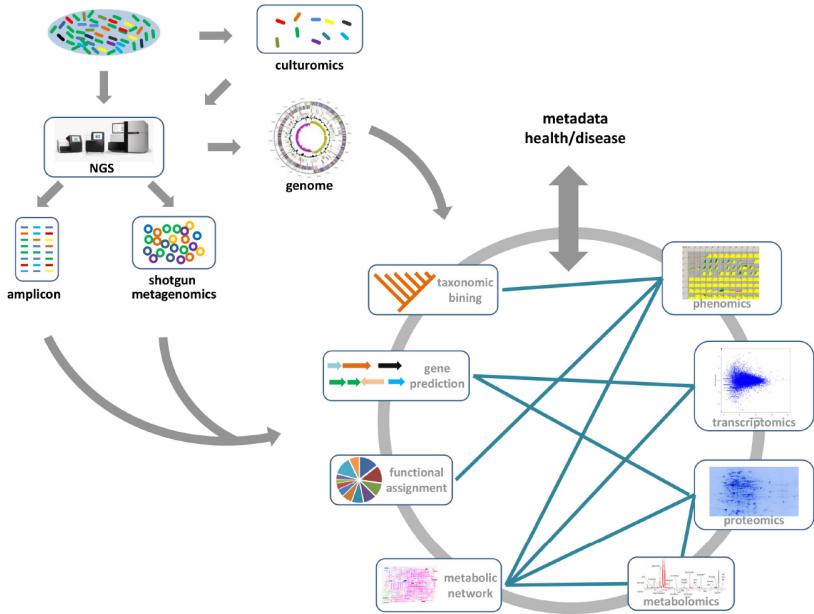 culturomics
NGS
genome
metadata
health/disease
amplicon
shotgun
metagenomics
taxonomic
bining
phenomics
gene
prediction
transcriptomics
functional
assignment
proteomics
metabolic
network
metabolomics